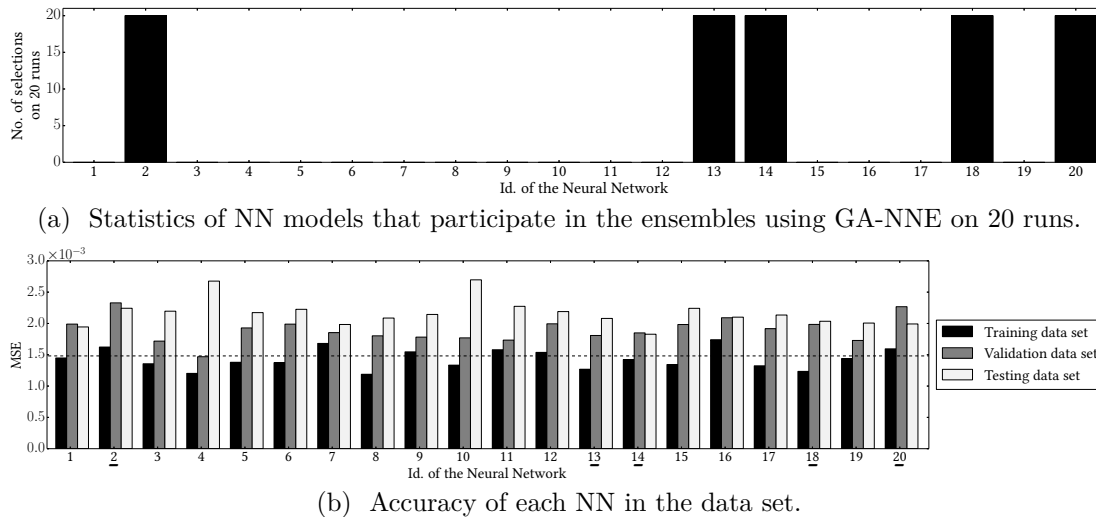 20
15
10
5
0
No. of selections
on 20 runs
1 2 3 4 5 6 7 8 9 10 11 12 13 14 15 16 17 18 19 20
Id. of the Neural Network
(a) Statistics of NN models that participate in the ensembles using GA-NNE on 20 runs.
×10⁻³
3.0
2.5
2.0
1.5
1.0
0.5
0.0
MSE
1 2 3 4 5 6 7 8 9 10 11 12 13 14 15 16 17 18 19 20
Id. of the Neural Network
Training data set
Validation data set
Testing data set
(b) Accuracy of each NN in the data set.